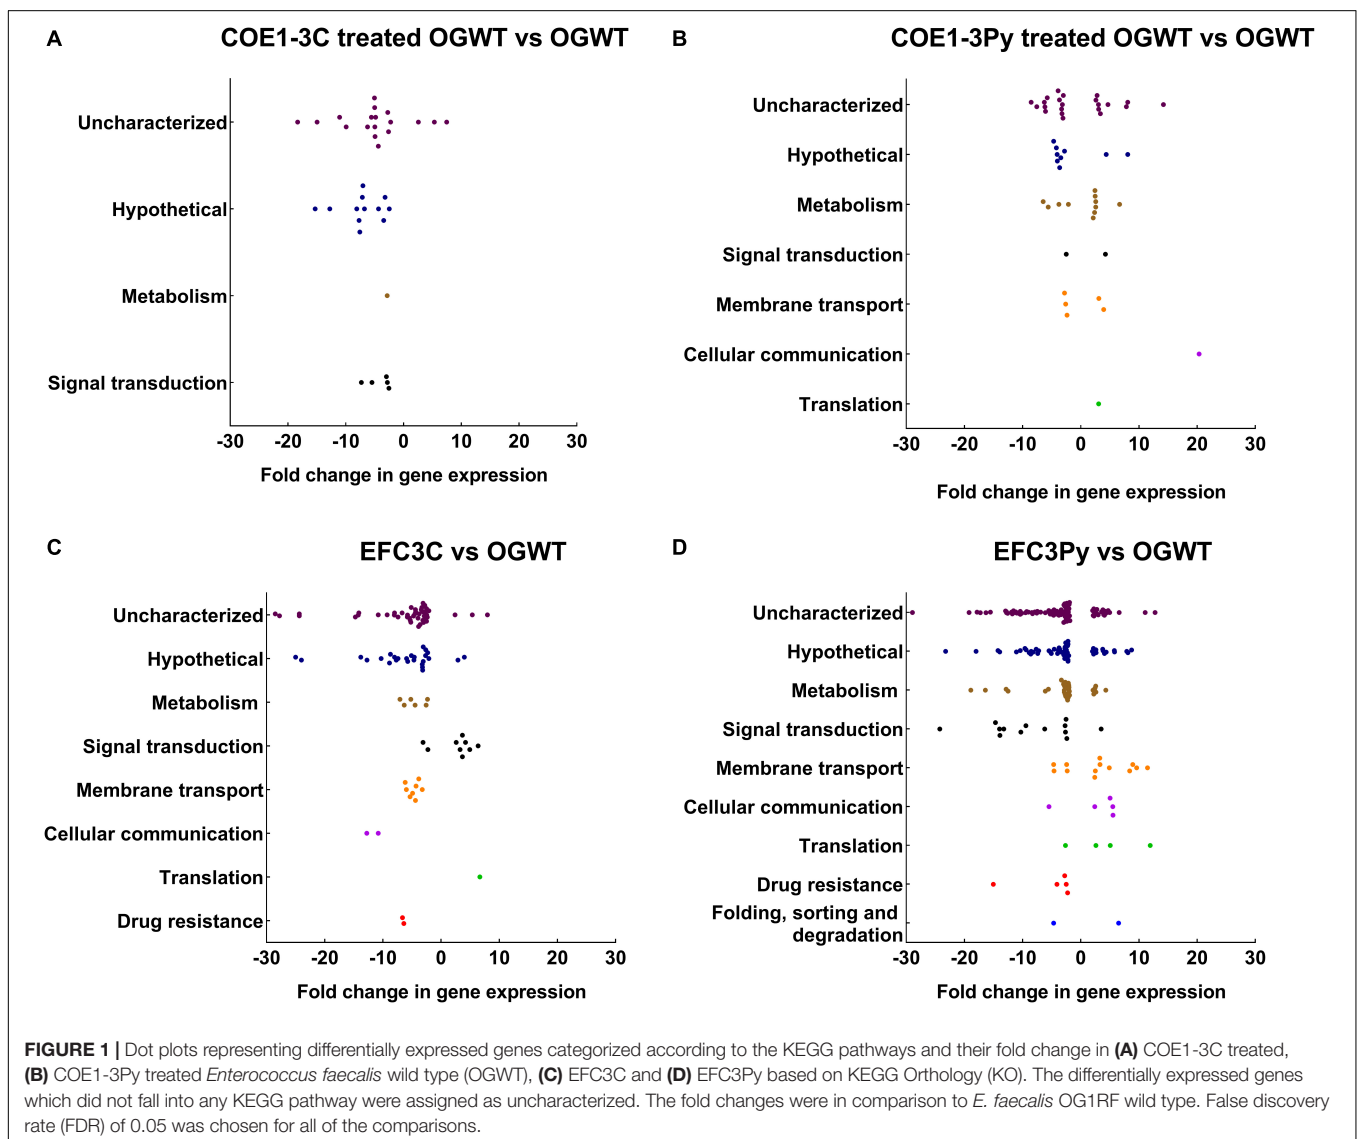 A
COE1-3C treated OGWT vs OGWT
Uncharacterized
Hypothetical
Metabolism
Signal transduction
-30 -20 -10 0 10 20 30
Fold change in gene expression
B
COE1-3Py treated OGWT vs OGWT
Uncharacterized
Hypothetical
Metabolism
Signal transduction
Membrane transport
Cellular communication
Translation
-30 -20 -10 0 10 20 30
Fold change in gene expression
C
EFC3C vs OGWT
Uncharacterized
Hypothetical
Metabolism
Signal transduction
Membrane transport
Cellular communication
Translation
Drug resistance
-30 -20 -10 0 10 20 30
Fold change in gene expression
D
EFC3Py vs OGWT
Uncharacterized
Hypothetical
Metabolism
Signal transduction
Membrane transport
Cellular communication
Translation
Drug resistance
Folding, sorting and
degradation
-30 -20 -10 0 10 20 30
Fold change in gene expression
FIGURE 1 | Dot plots representing differentially expressed genes categorized according to the KEGG pathways and their fold change in (A) COE1-3C treated,
(B) COE1-3Py treated Enterococcus faecalis wild type (OGWT), (C) EFC3C and (D) EFC3Py based on KEGG Orthology (KO). The differentially expressed genes
which did not fall into any KEGG pathway were assigned as uncharacterized. The fold changes were in comparison to E. faecalis OG1RF wild type. False discovery
rate (FDR) of 0.05 was chosen for all of the comparisons.